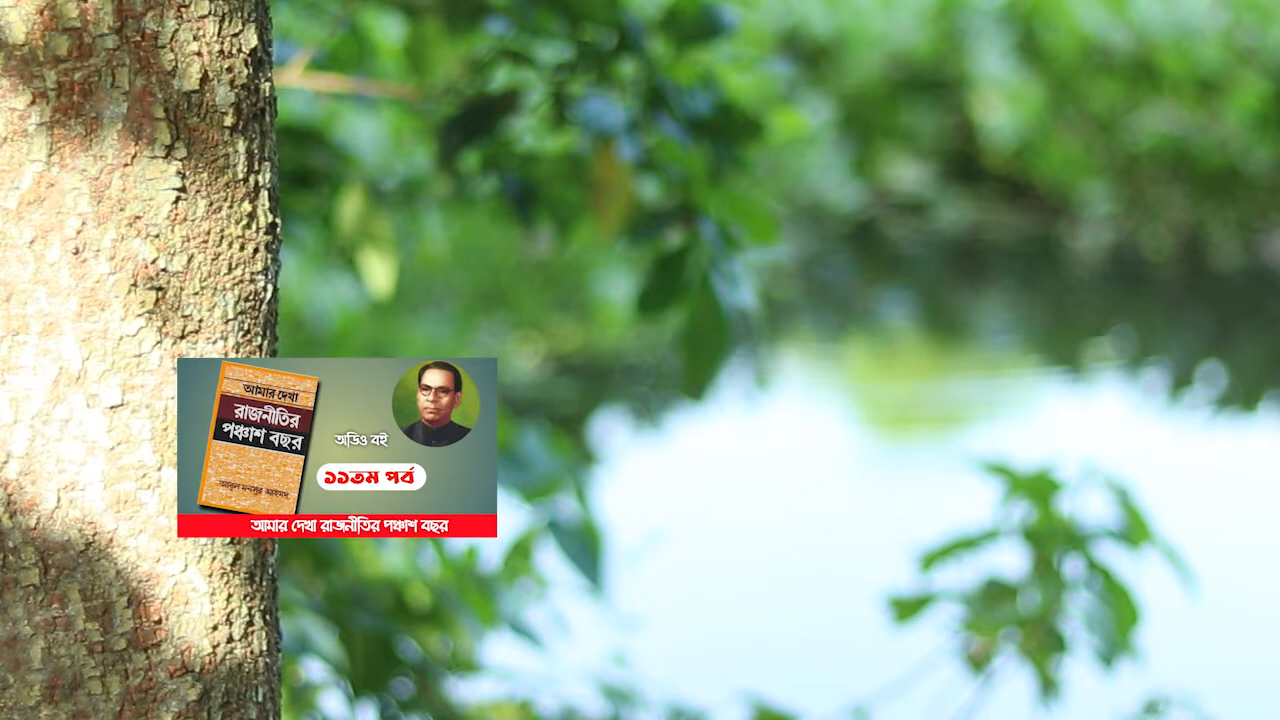 আমার দেখা
রাজনীতির
পঞ্চাশ বছর
আবুল মনসুর আহমদ
অডিও বই
১১তম পর্ব
আমার দেখা রাজনীতির পঞ্চাশ বছর